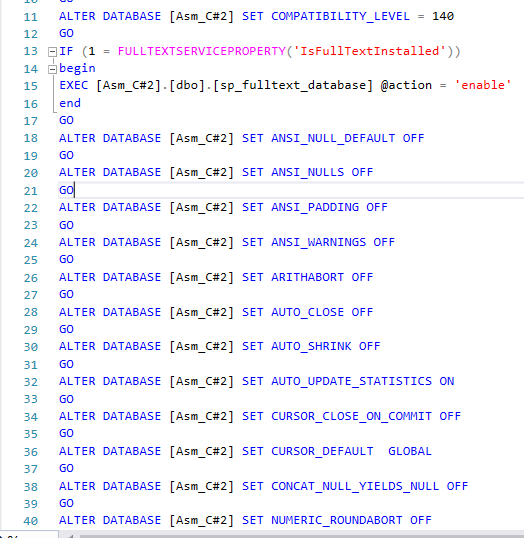 GO
11 ALTER DATABASE [Asm_C#2] SET COMPATIBILITY_LEVEL = 140
12 GO
13 IF (1 = FULLTEXTSERVICEPROPERTY('IsFullTextInstalled'))
14 begin
15 EXEC [Asm_C#2].[dbo].[sp_fulltext_database] @action = 'enable'
16 end
17 GO
18 ALTER DATABASE [Asm_C#2] SET ANSI_NULL_DEFAULT OFF
19 GO
20 ALTER DATABASE [Asm_C#2] SET ANSI_NULLS OFF
21 GO
22 ALTER DATABASE [Asm_C#2] SET ANSI_PADDING OFF
23 GO
24 ALTER DATABASE [Asm_C#2] SET ANSI_WARNINGS OFF
25 GO
26 ALTER DATABASE [Asm_C#2] SET ARITHABORT OFF
27 GO
28 ALTER DATABASE [Asm_C#2] SET AUTO_CLOSE OFF
29 GO
30 ALTER DATABASE [Asm_C#2] SET AUTO_SHRINK OFF
31 GO
32 ALTER DATABASE [Asm_C#2] SET AUTO_UPDATE_STATISTICS ON
33 GO
34 ALTER DATABASE [Asm_C#2] SET CURSOR_CLOSE_ON_COMMIT OFF
35 GO
36 ALTER DATABASE [Asm_C#2] SET CURSOR_DEFAULT  GLOBAL
37 GO
38 ALTER DATABASE [Asm_C#2] SET CONCAT_NULL_YIELDS_NULL OFF
39 GO
40 ALTER DATABASE [Asm_C#2] SET NUMERIC_ROUNDABORT OFF